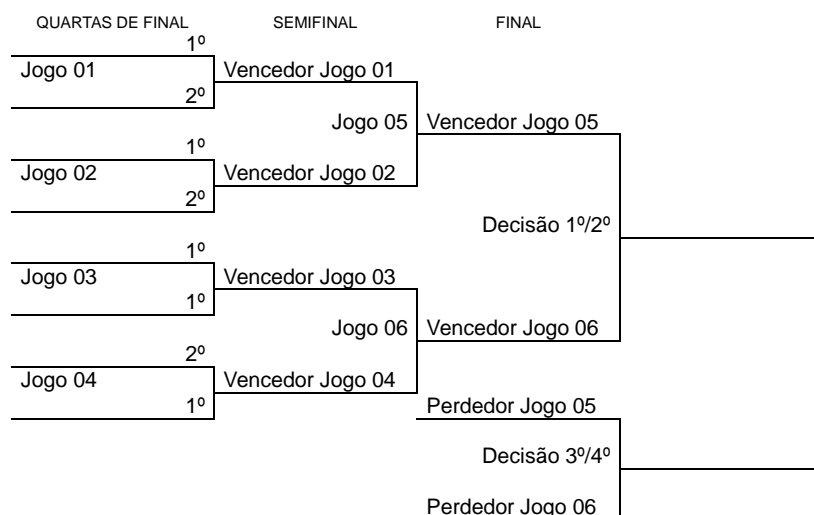 QUARTAS DE FINAL SEMIFINAL FINAL
1º
Jogo 01 Vencedor Jogo 01
2º
Jogo 05 Vencedor Jogo 05
1º
Jogo 02 Vencedor Jogo 02
2º
Decisão 1º/2º
1º
Jogo 03 Vencedor Jogo 03
1º
Jogo 06 Vencedor Jogo 06
2º
Jogo 04 Vencedor Jogo 04
1º Perdedor Jogo 05
Decisão 3º/4º
Perdedor Jogo 06